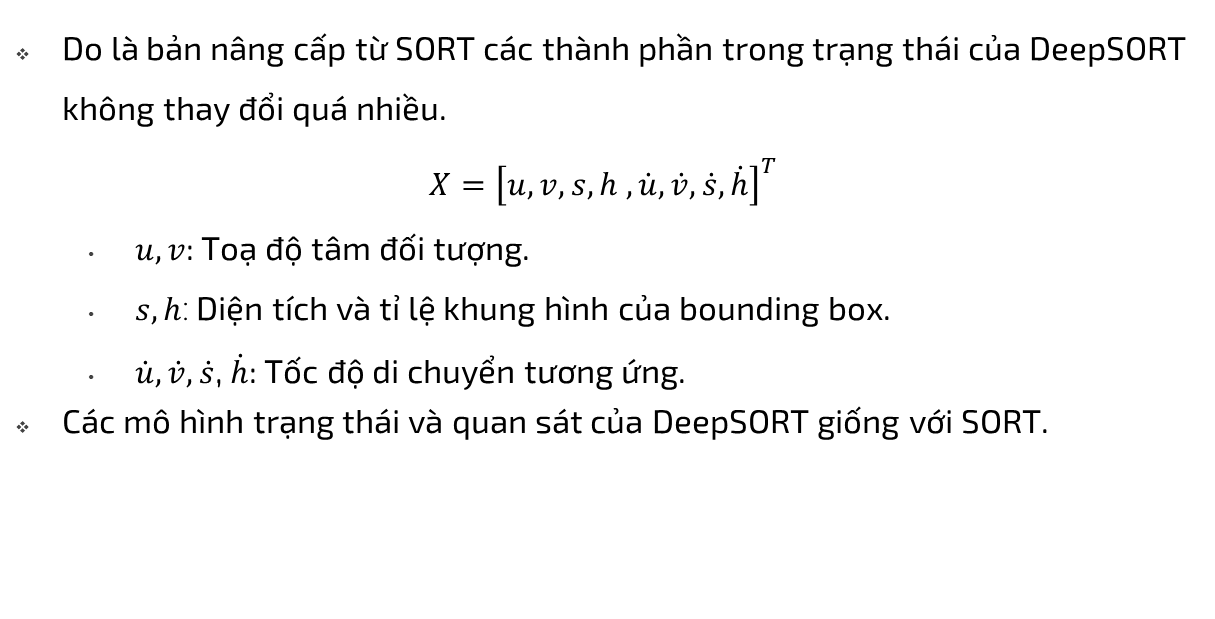 ❖ Do là bản nâng cấp từ SORT các thành phần trong trạng thái của DeepSORT
không thay đổi quá nhiều.
X = [u, v, s, h , u̇, v̇, ṡ, ḣ]ᵀ
• u, v: Toạ độ tâm đối tượng.
• s, h: Diện tích và tỉ lệ khung hình của bounding box.
• u̇, v̇, ṡ, ḣ: Tốc độ di chuyển tương ứng.
❖ Các mô hình trạng thái và quan sát của DeepSORT giống với SORT.